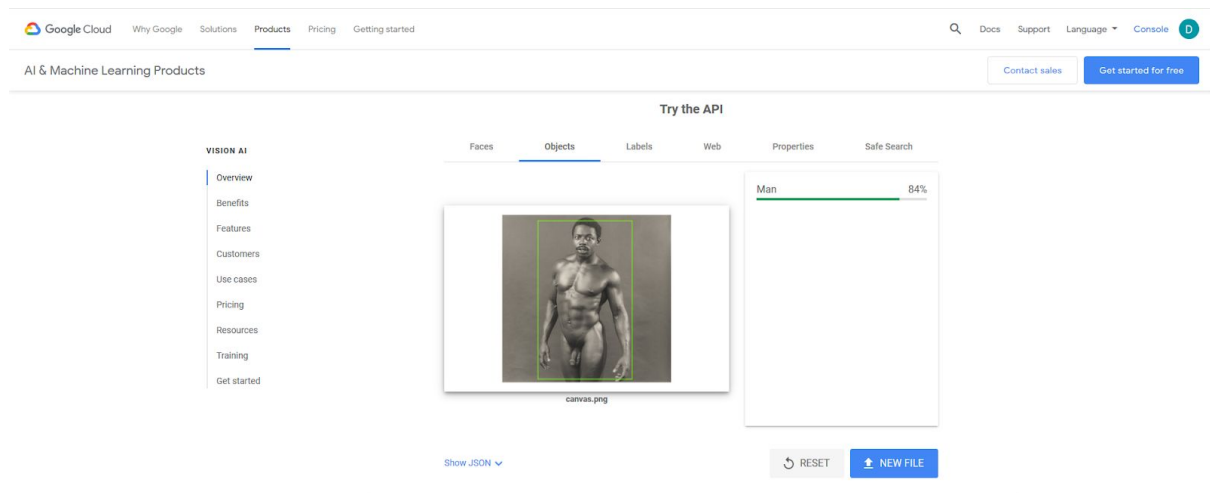 Google Cloud Why Google Solutions Products Pricing Getting started Docs Support Language Console D
AI & Machine Learning Products Contact sales Get started for free
Try the API
VISION AI
Overview
Benefits
Features
Customers
Use cases
Pricing
Resources
Training
Get started
Faces Objects Labels Web Properties Safe Search
Man 84%
canvas.png
Show JSON RESET NEW FILE